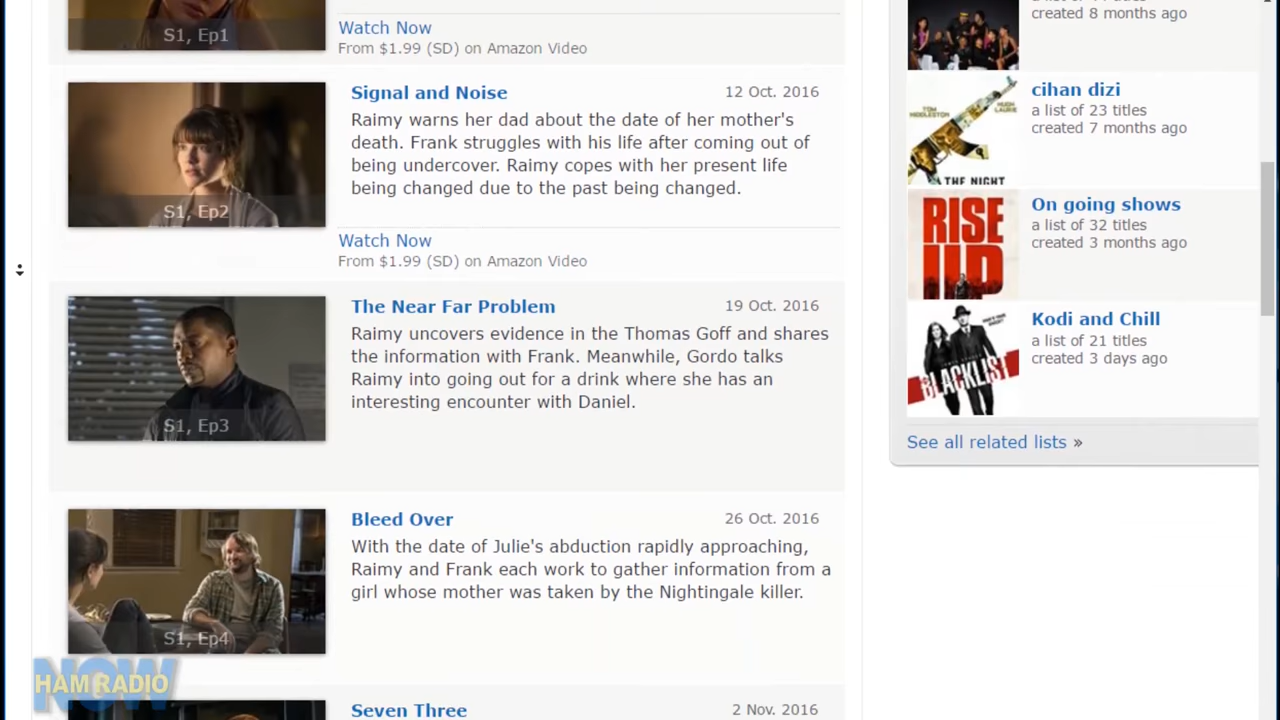 S1, Ep1
Watch Now
From $1.99 (SD) on Amazon Video
Signal and Noise
12 Oct. 2016
Raimy warns her dad about the date of her mother's
death. Frank struggles with his life after coming out of
being undercover. Raimy copes with her present life
being changed due to the past being changed.
S1, Ep2
Watch Now
From $1.99 (SD) on Amazon Video
The Near Far Problem
19 Oct. 2016
Raimy uncovers evidence in the Thomas Goff and shares
the information with Frank. Meanwhile, Gordo talks
Raimy into going out for a drink where she has an
interesting encounter with Daniel.
S1, Ep3
Bleed Over
26 Oct. 2016
With the date of Julie's abduction rapidly approaching,
Raimy and Frank each work to gather information from a
girl whose mother was taken by the Nightingale killer.
S1, Ep4
Seven Three
2 Nov. 2016
created 8 months ago
cihan dizi
a list of 23 titles
created 7 months ago
TOM HIDDLESTON
HUGH LAURIE
THE NIGHT
On going shows
a list of 32 titles
created 3 months ago
RISE
UP
Kodi and Chill
a list of 21 titles
created 3 days ago
BLACKLIST
See all related lists »
NOW
HAM RADIO